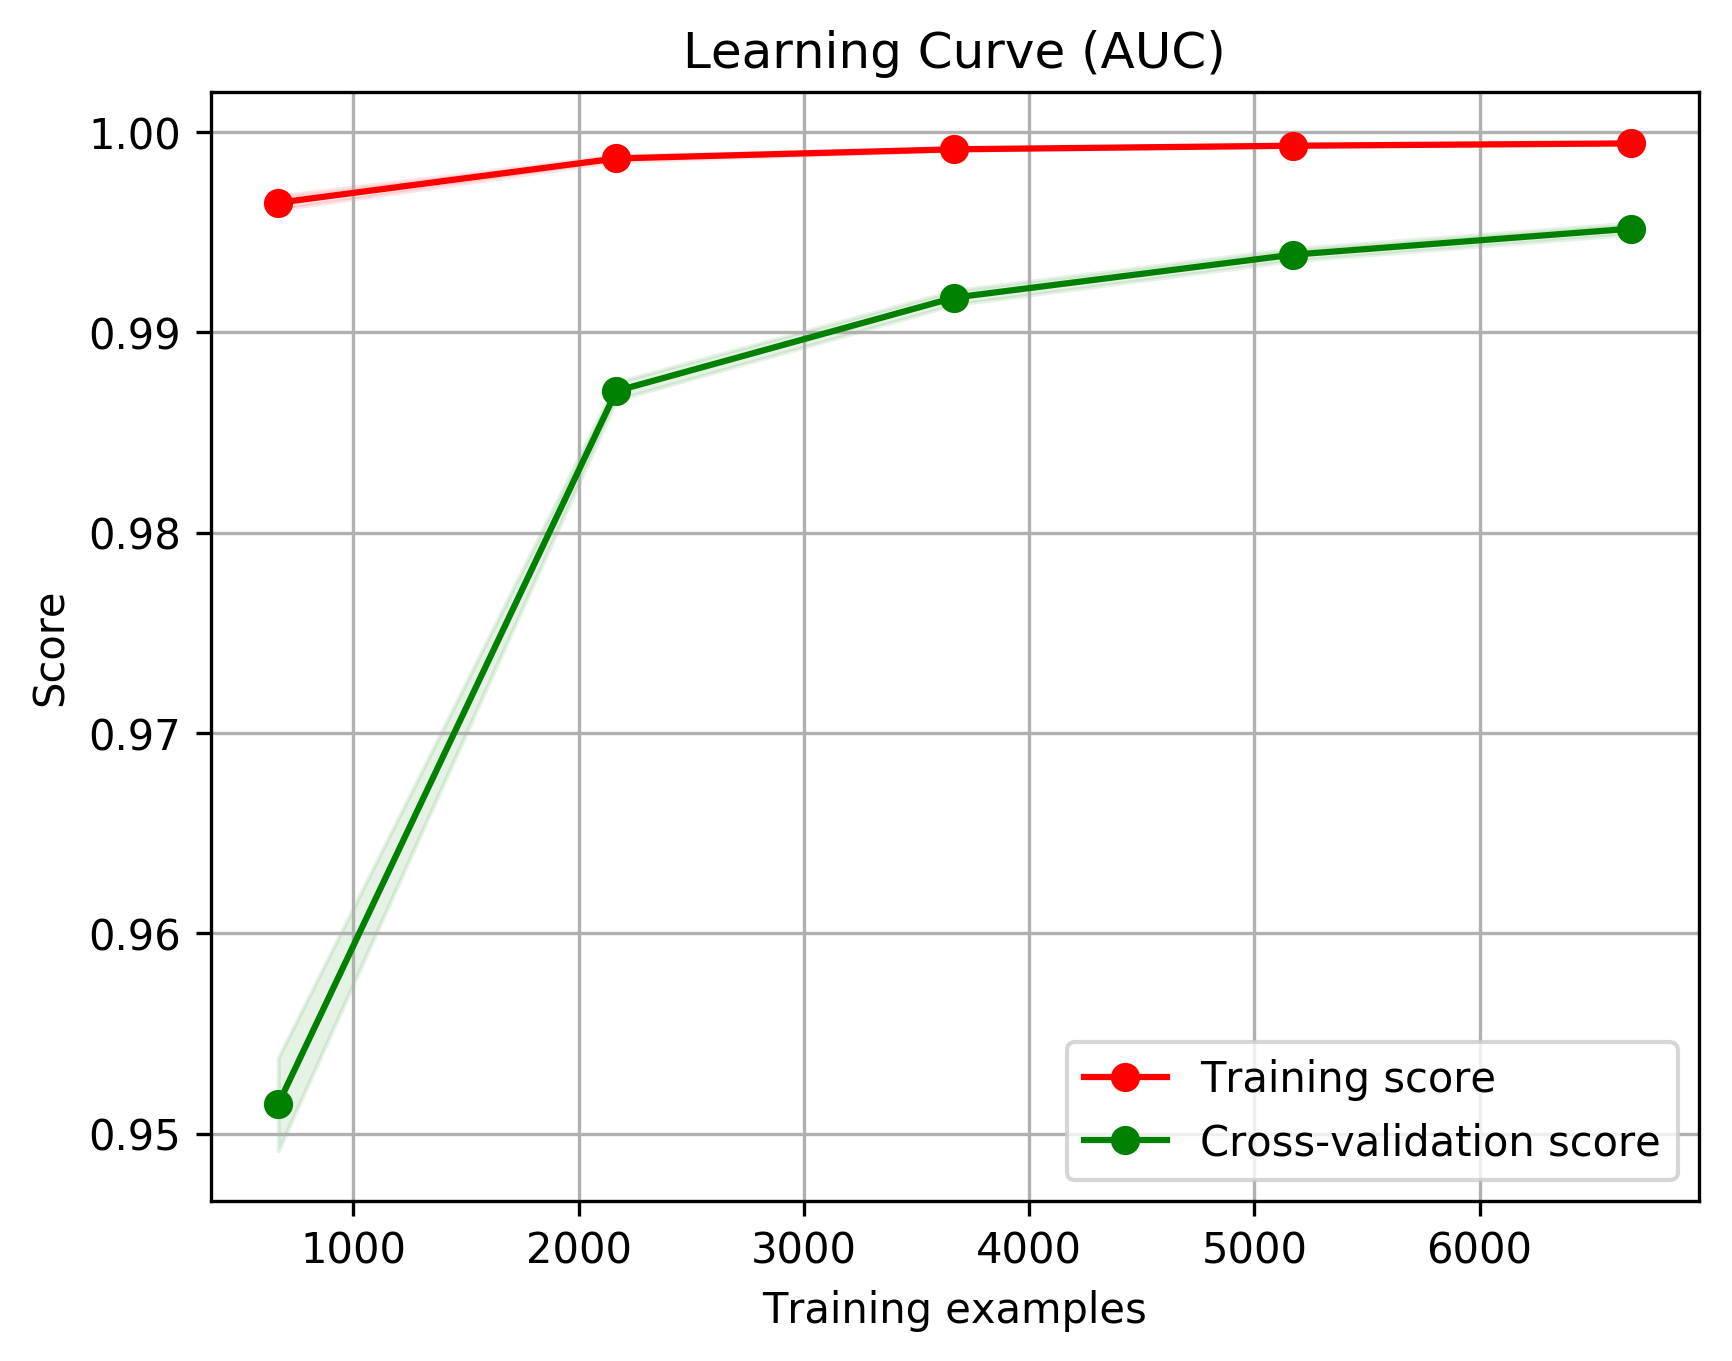 Learning Curve (AUC)
1.00
0.99
0.98
0.97
0.96
0.95
Score
1000 2000 3000 4000 5000 6000
Training examples
Training score
Cross-validation score